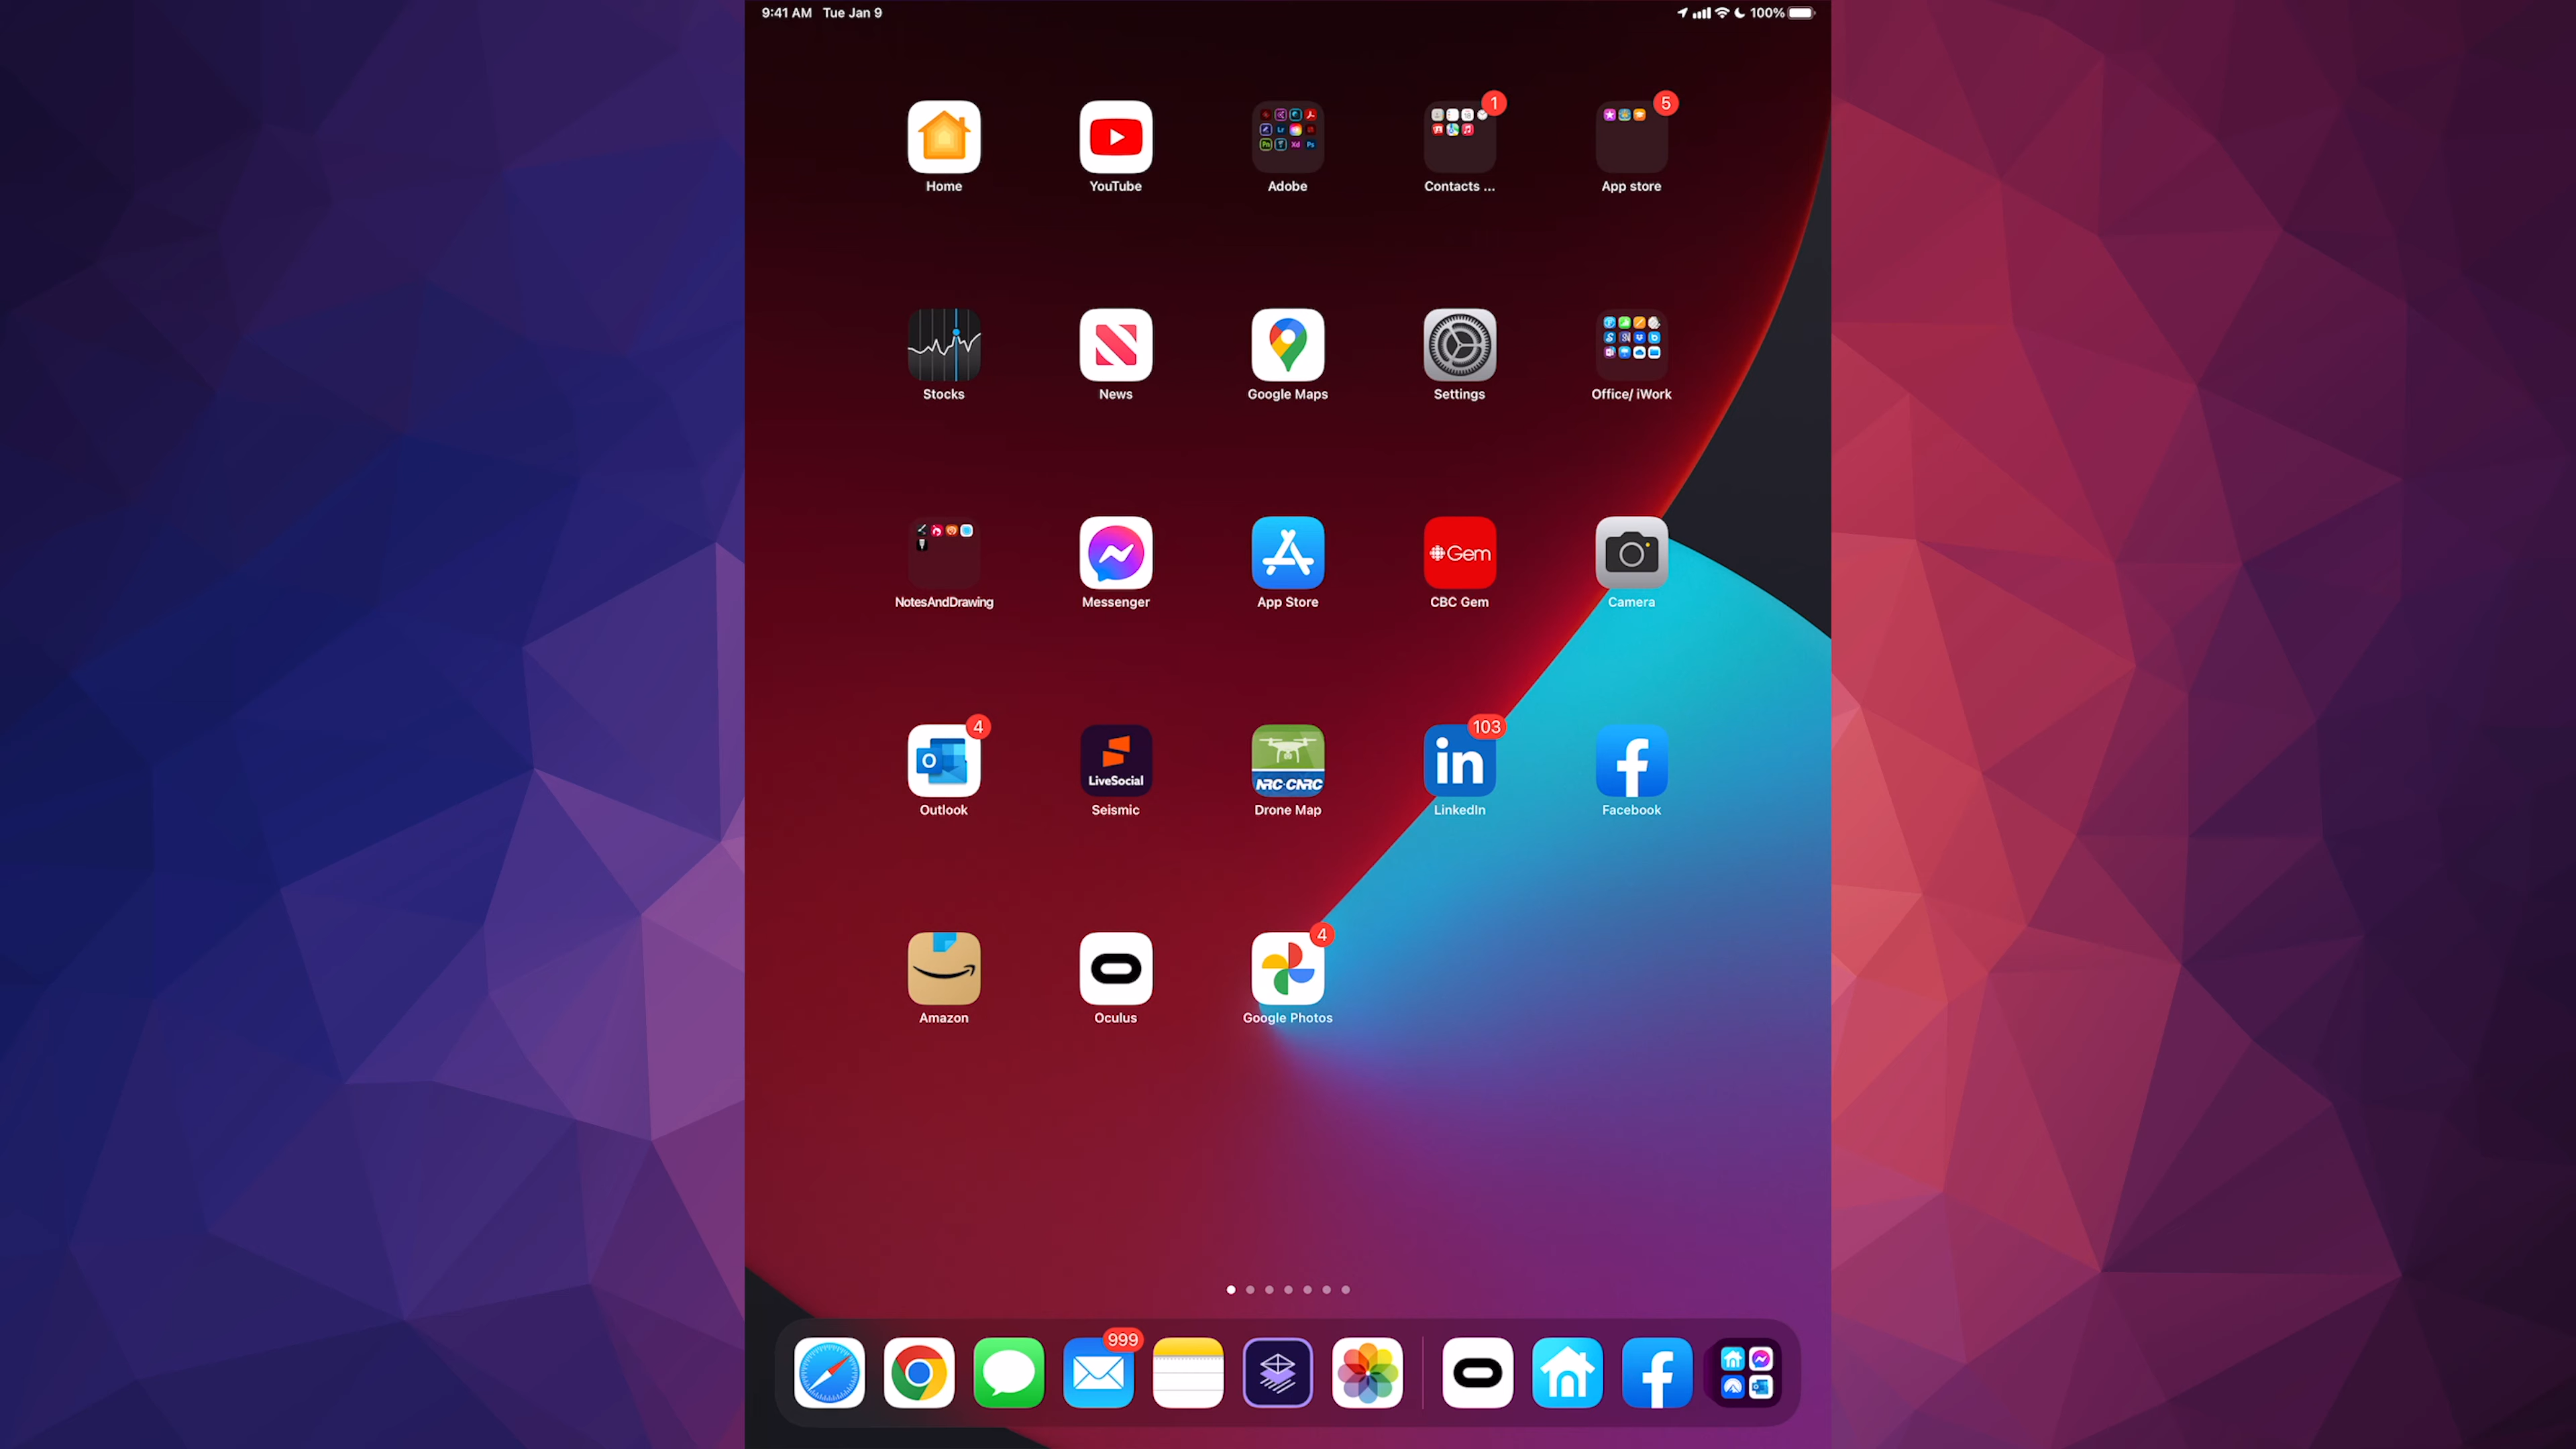 9:41 AM Tue Jan 9 100%
1 5
Home YouTube Adobe Contacts ... App store
Stocks News Google Maps Settings Office/ iWork
Gem
NotesAndDrawing Messenger App Store CBC Gem Camera
4 103
LiveSocial NRC·CNRC in
Outlook Seismic Drone Map LinkedIn Facebook
4
Amazon Oculus Google Photos
999